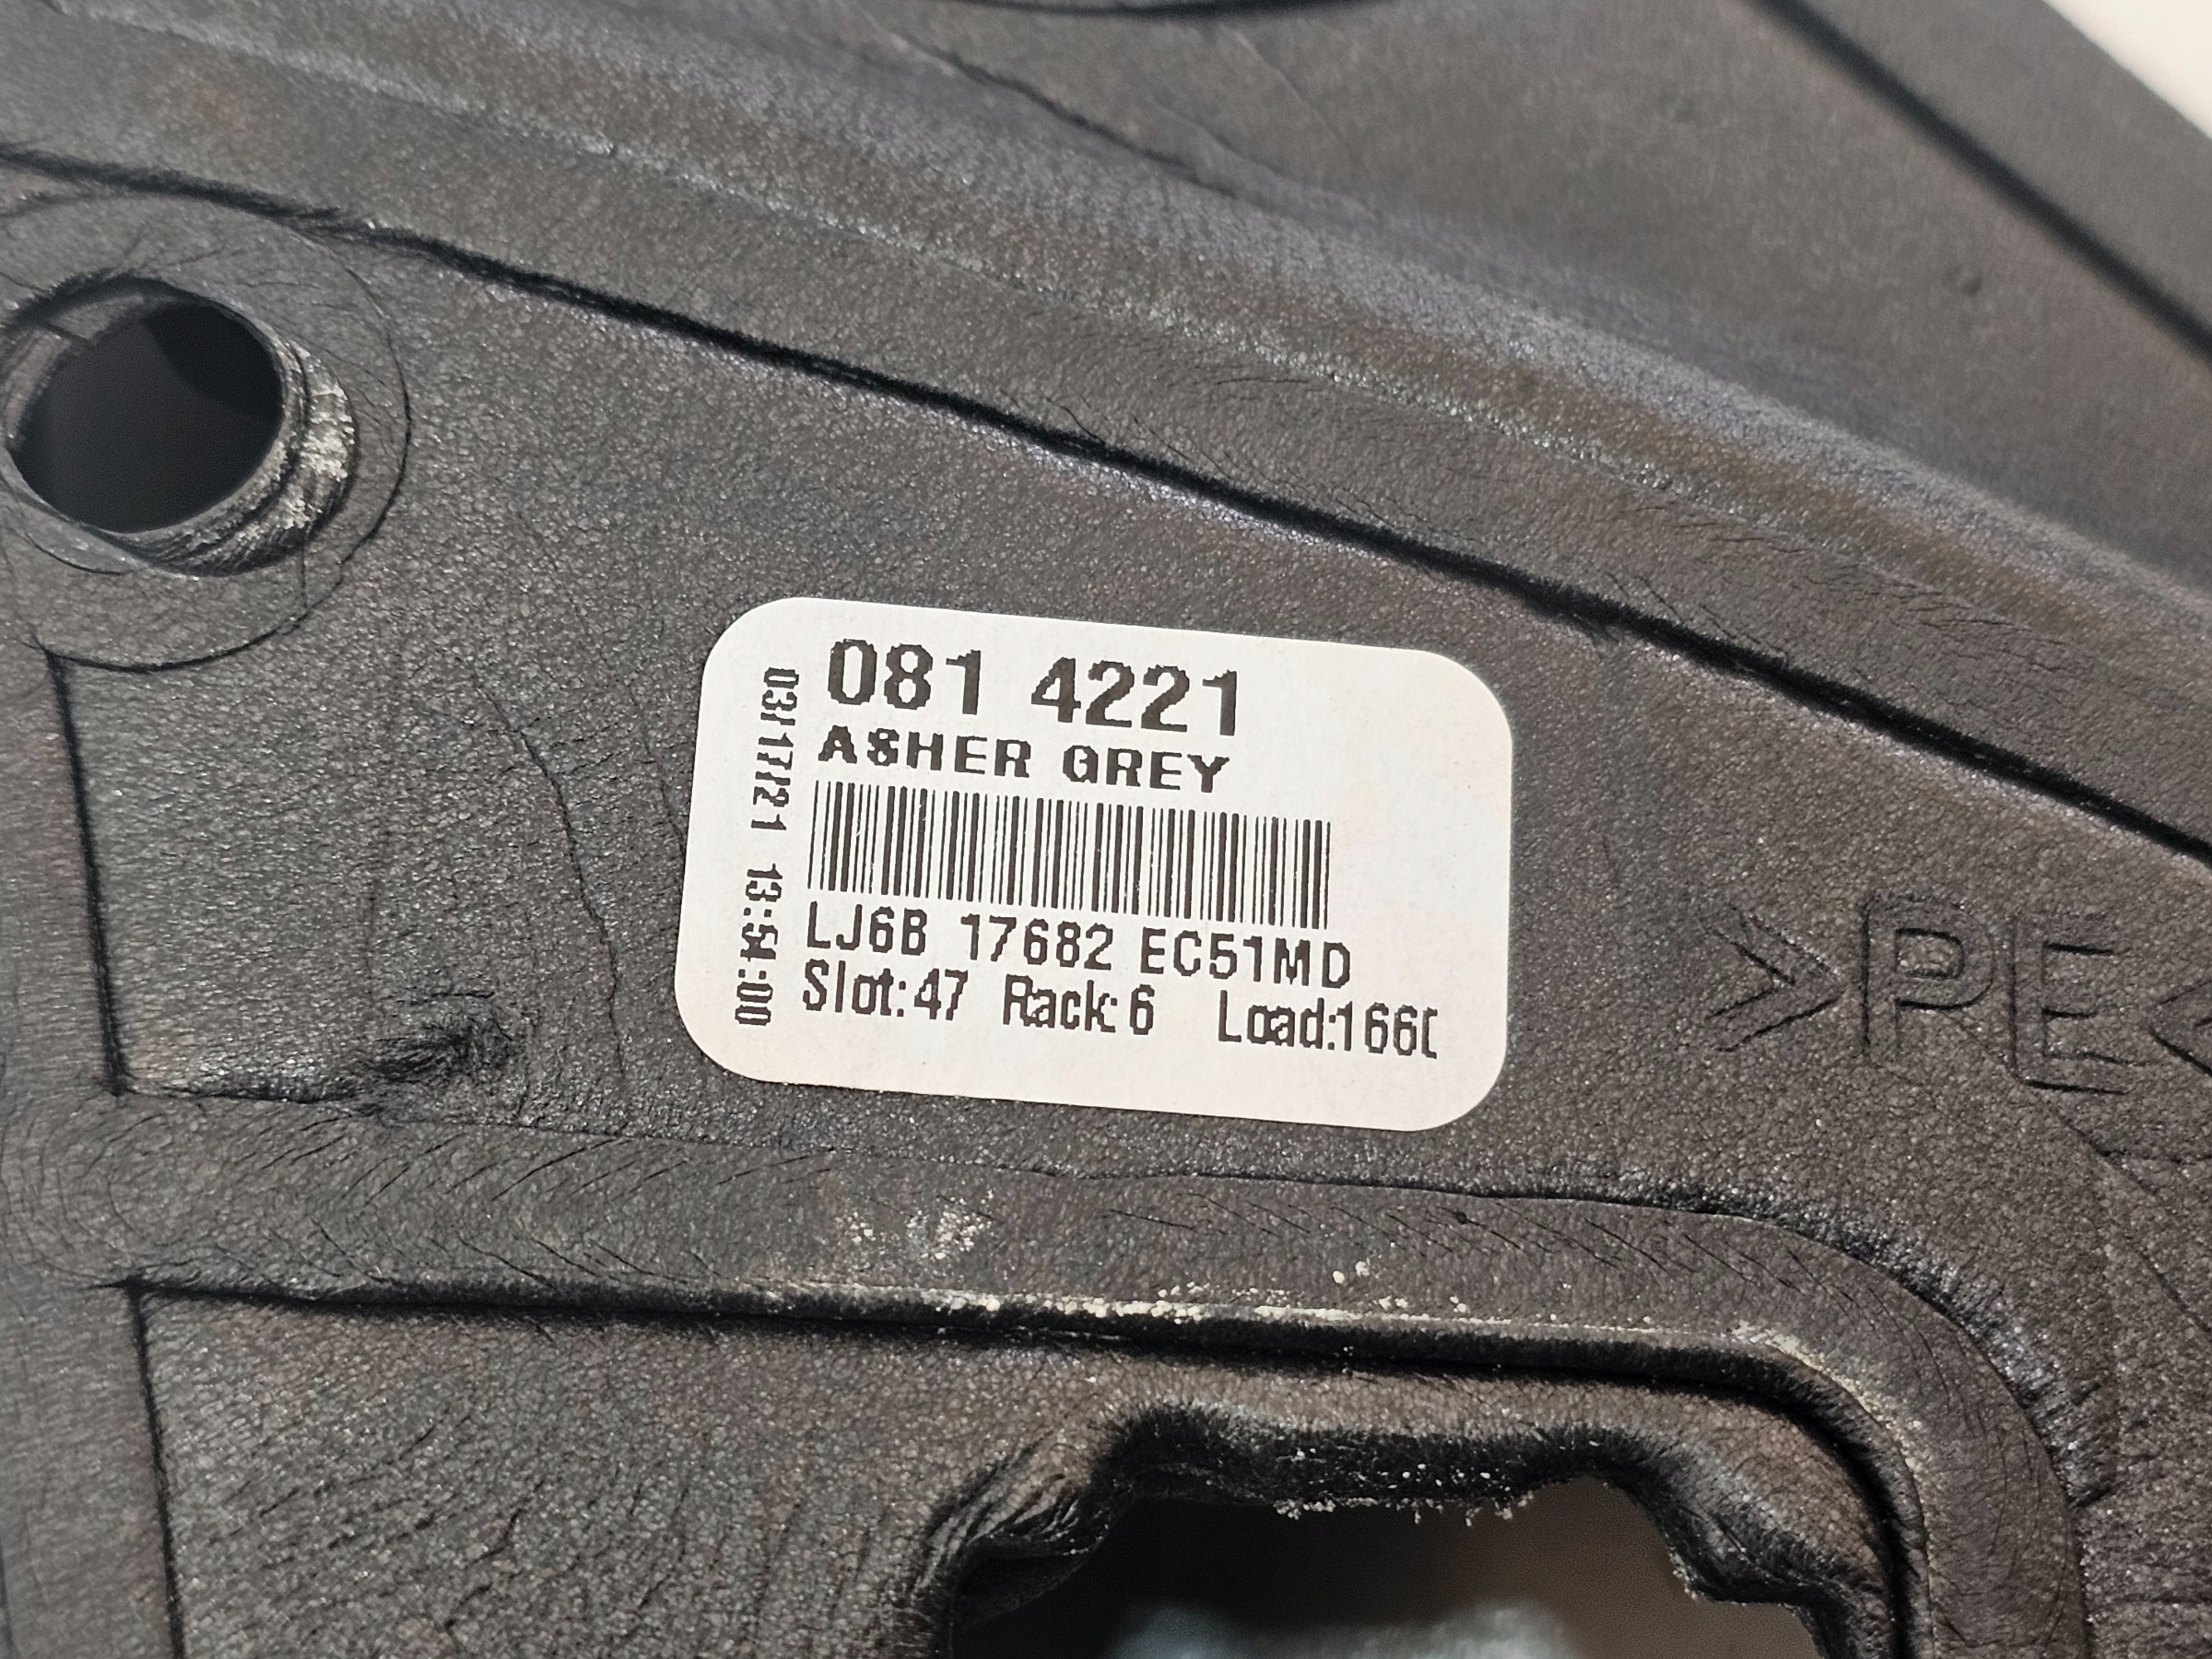 081 4221
ASHER GREY
LJ6B 17682 EC51MD
Slot:47 Rack:6 Load:166
03/17/21 13:54:00
>PE<